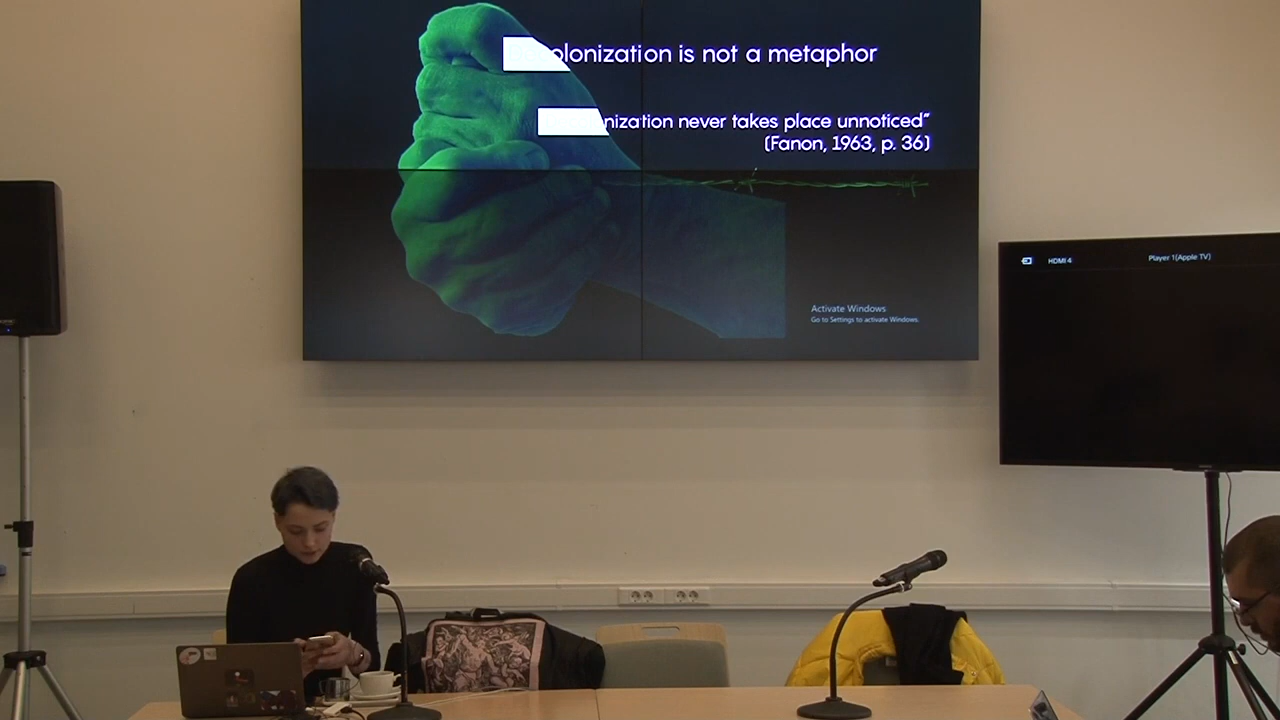 olonization is not a metaphor
nization never takes place unnoticed”
(Fanon, 1963, p. 36)
Activate Windows
Go to Settings to activate Windows.
HDMI 4
Player 1(Apple TV)